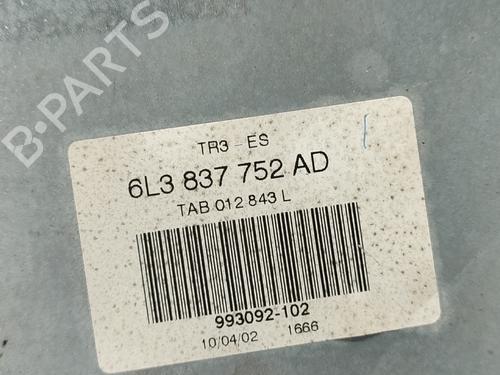 B-PARTS
TR3 - ES
6L3 837 752 AD
TAB 012 843 L
993092-102
10/04/02 1666